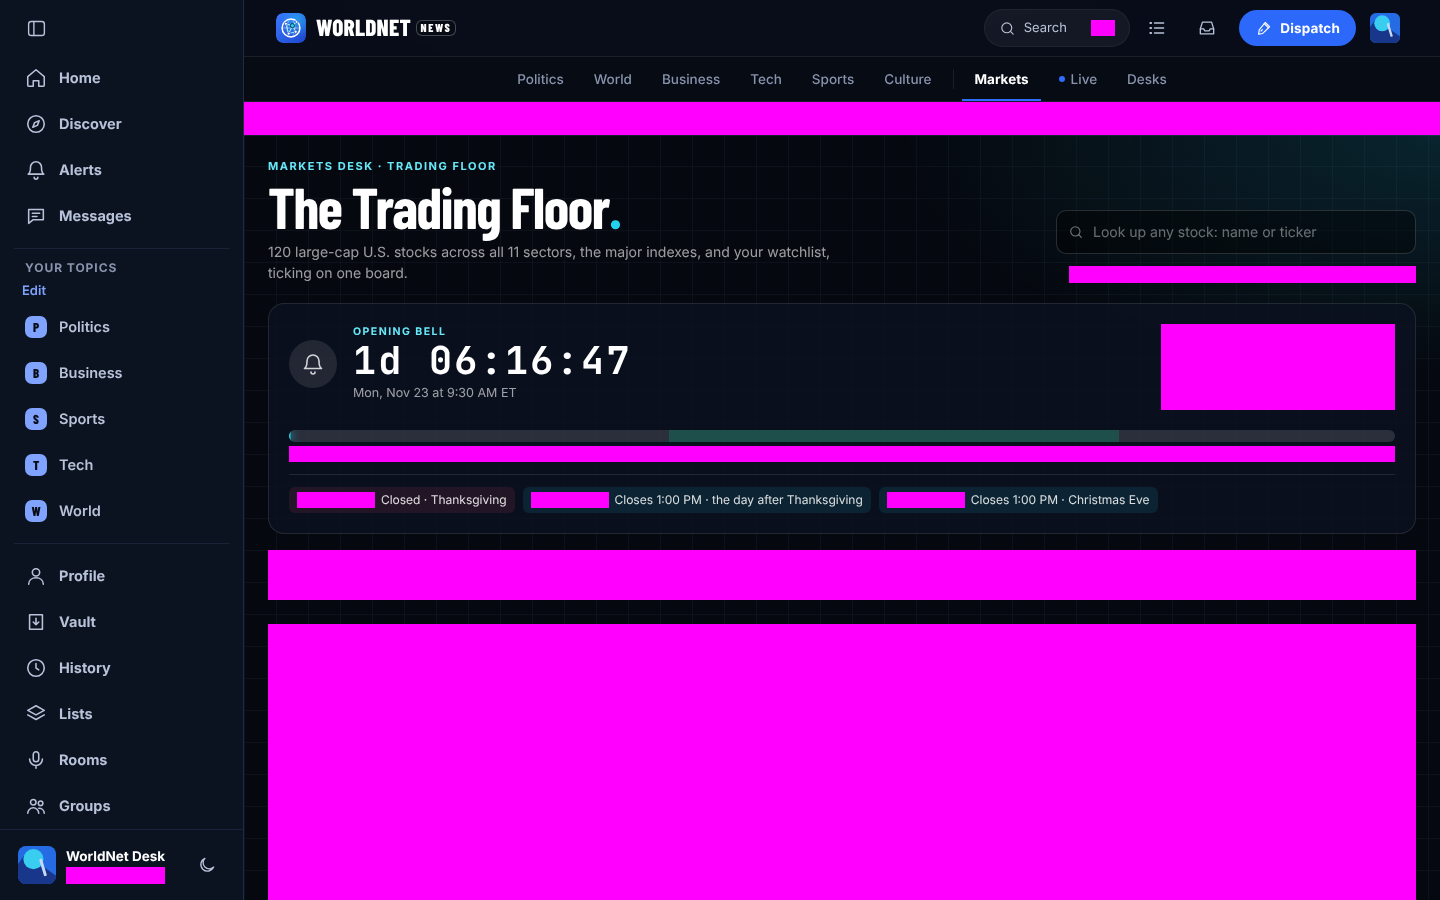 WORLDNET NEWS
Search
Dispatch
Politics World Business Tech Sports Culture Markets Live Desks
Home
Discover
Alerts
Messages
YOUR TOPICS
Edit
P Politics
B Business
S Sports
T Tech
W World
Profile
Vault
History
Lists
Rooms
Groups
WorldNet Desk
MARKETS DESK · TRADING FLOOR
The Trading Floor.
120 large-cap U.S. stocks across all 11 sectors, the major indexes, and your watchlist,
ticking on one board.
Look up any stock: name or ticker
OPENING BELL
1d 06:16:47
Mon, Nov 23 at 9:30 AM ET
Closed · Thanksgiving
Closes 1:00 PM · the day after Thanksgiving
Closes 1:00 PM · Christmas Eve